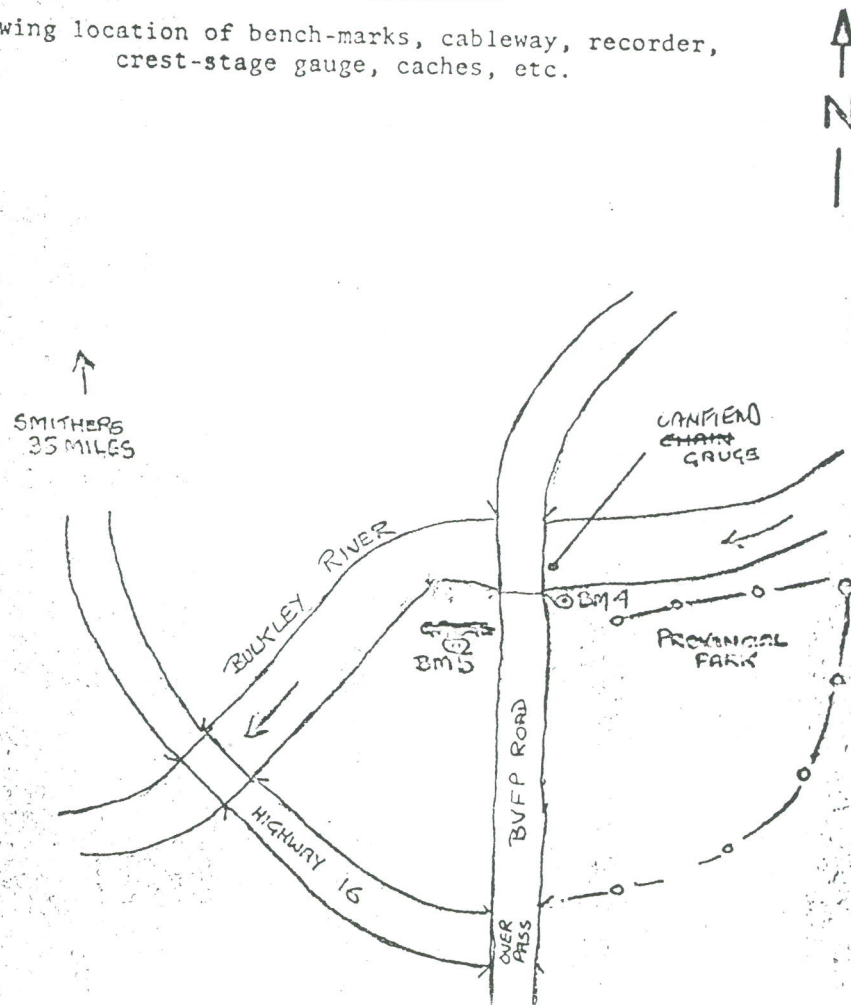 wing location of bench-marks, cableway, recorder,
crest-stage gauge, caches, etc.
N
SMITHERS
35 MILES
CANFIELD
CHAIN
GAUGE
BULKLEY RIVER
BM4
BM5
PROVINCIAL
PARK
BVFP ROAD
HIGHWAY 16
OVER
PASS